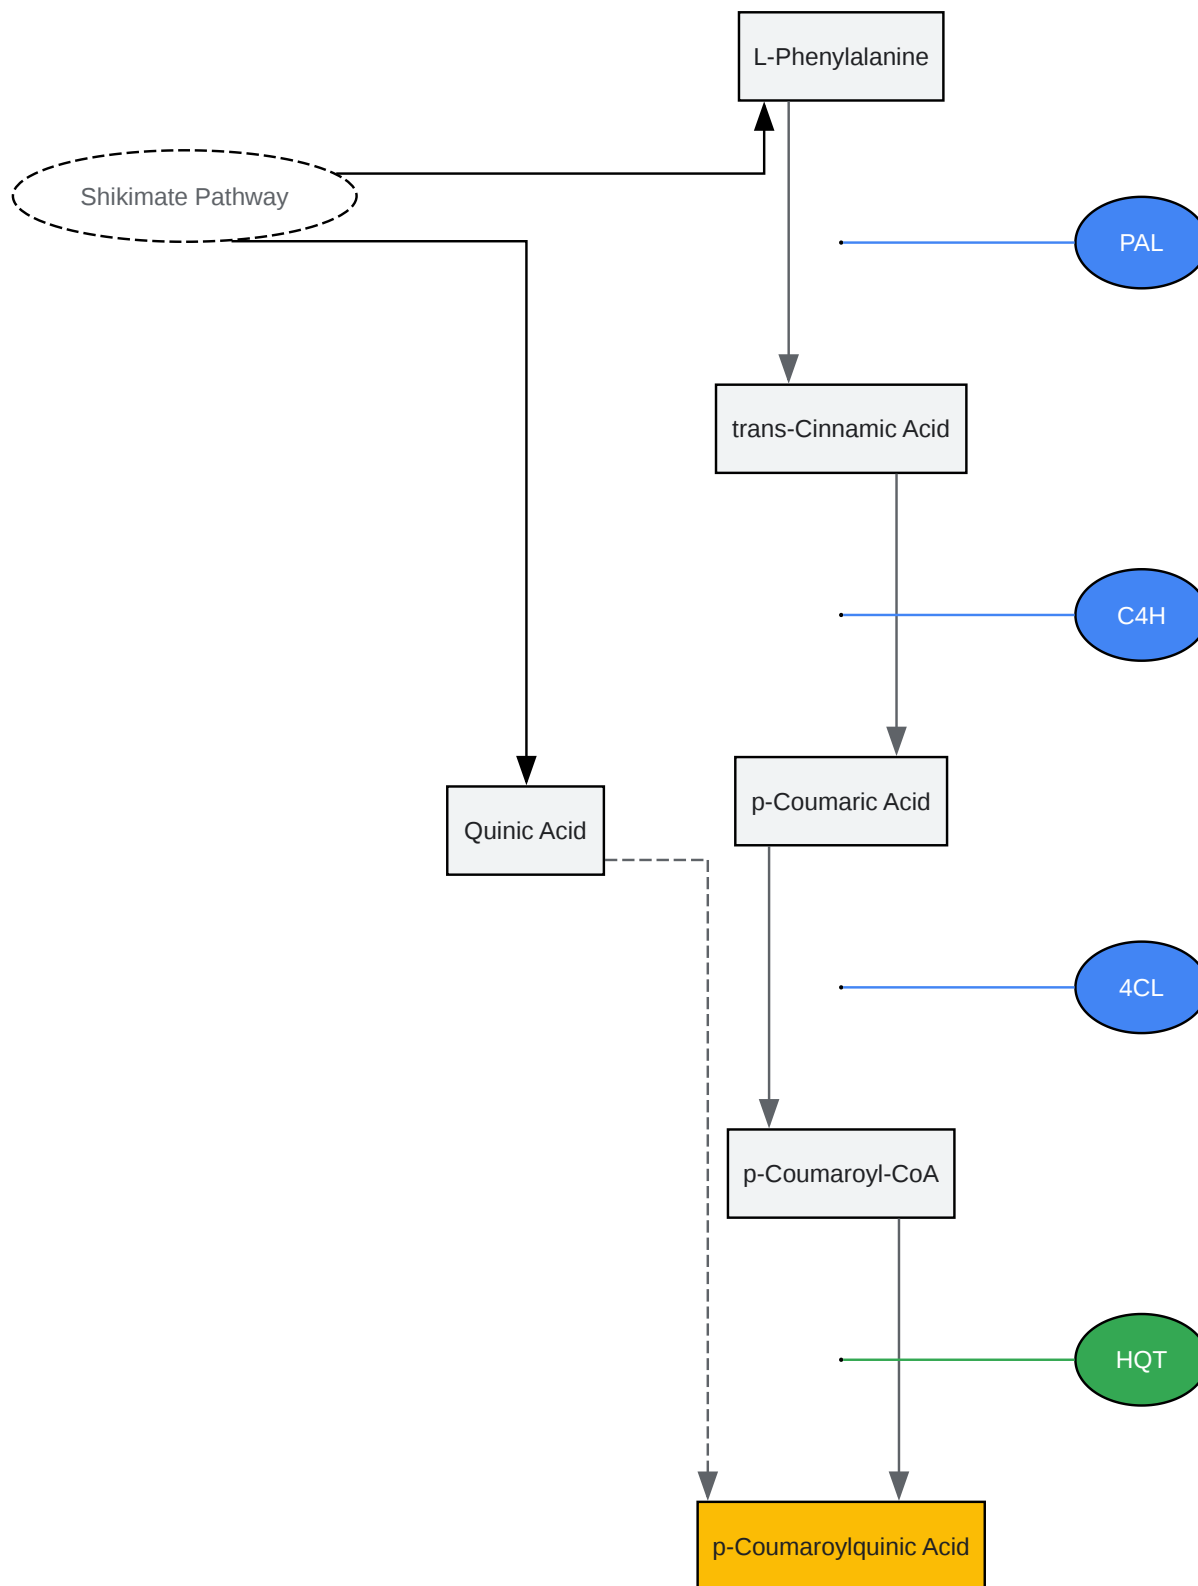 L-Phenylalanine
Shikimate Pathway
PAL
trans-Cinnamic Acid
C4H
p-Coumaric Acid
Quinic Acid
4CL
p-Coumaroyl-CoA
HQT
p-Coumaroylquinic Acid